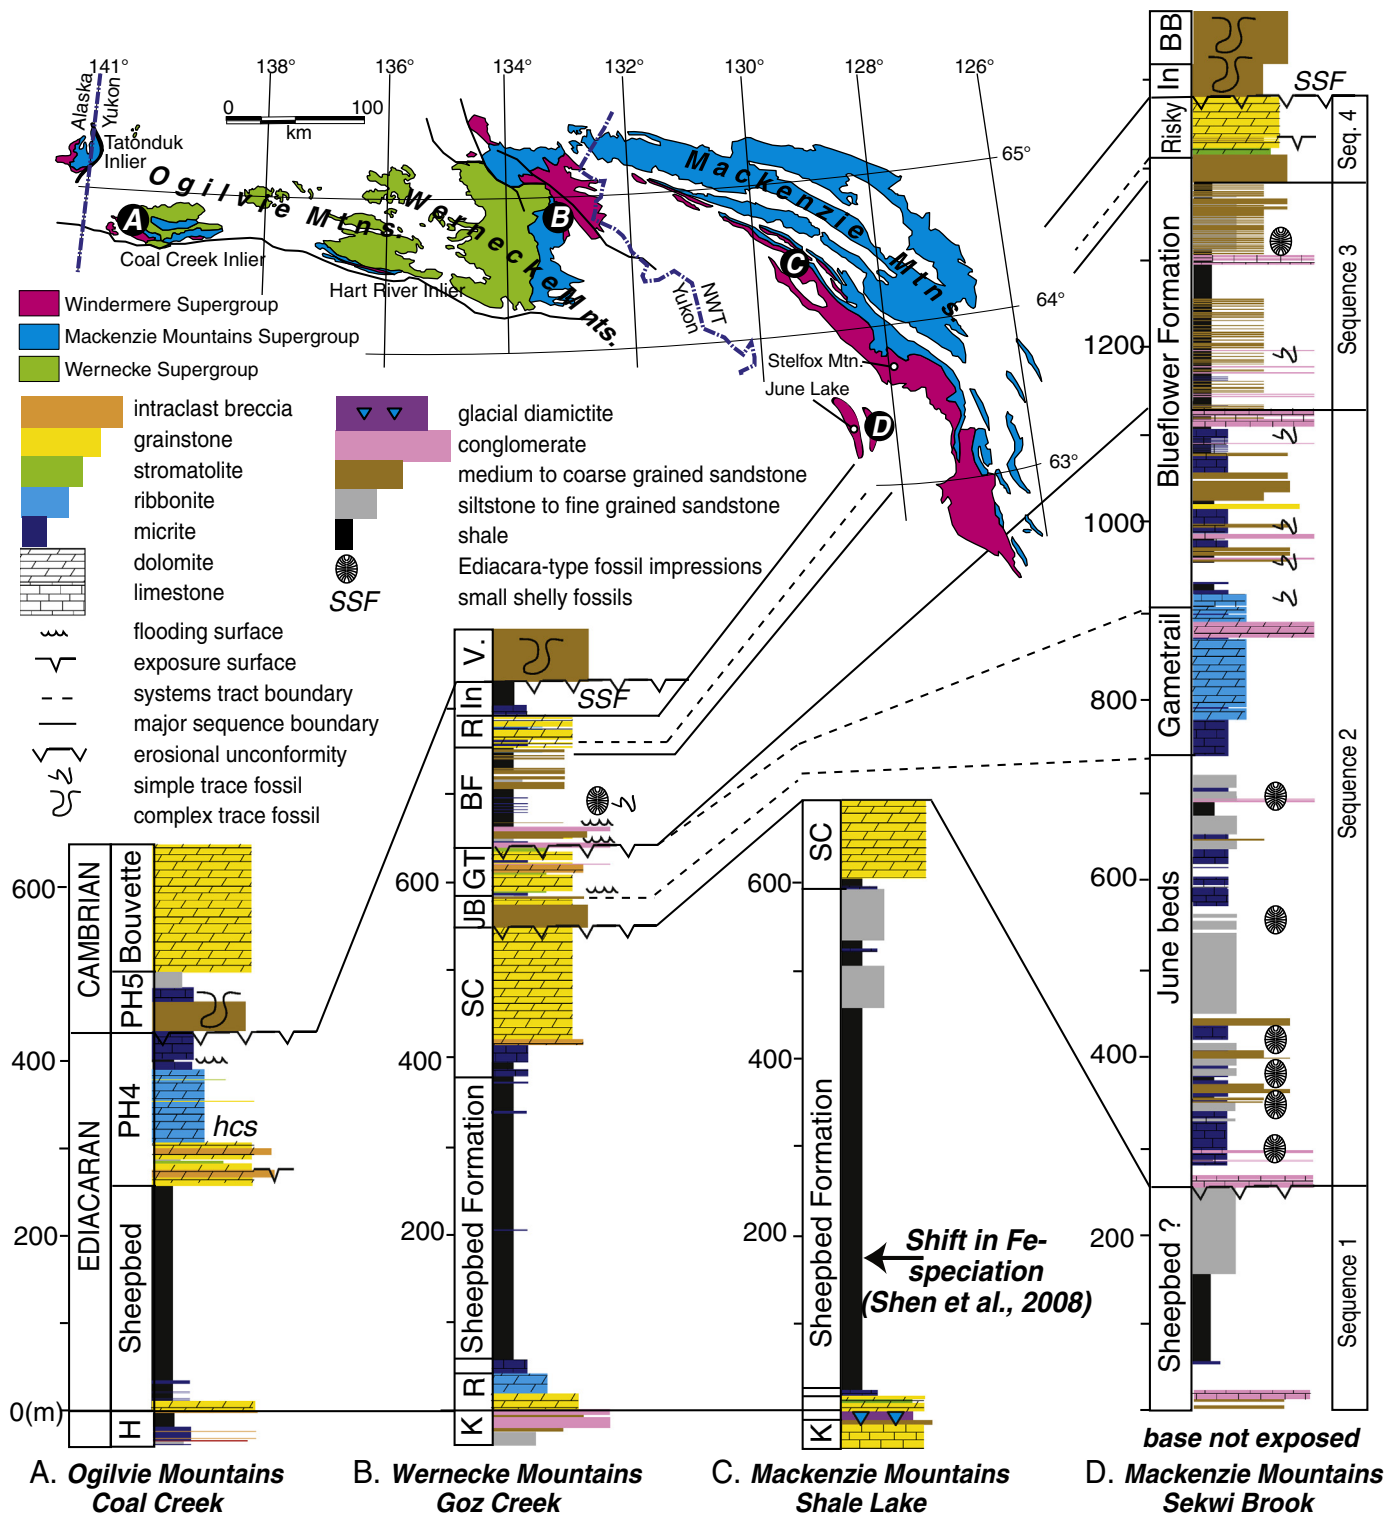 141°
138°
136°
134°
132°
130°
128°
126°
65°
64°
63°
Alaska
Yukon
0
100
km
Tatonduk
Inlier
Ogilvie Mtns.
Wernecke Mnts.
Mackenzie Mtns
A
B
C
D
Coal Creek Inlier
Hart River Inlier
Yukon
NWT
Stelfox Mtn.
June Lake
Windermere Supergroup
Mackenzie Mountains Supergroup
Wernecke Supergroup
intraclast breccia
grainstone
stromatolite
ribbonite
micrite
dolomite
limestone
flooding surface
exposure surface
systems tract boundary
major sequence boundary
erosional unconformity
simple trace fossil
complex trace fossil
glacial diamictite
conglomerate
medium to coarse grained sandstone
siltstone to fine grained sandstone
shale
Ediacara-type fossil impressions
SSF
small shelly fossils
CAMBRIAN
EDIACARAN
Bouvette
PH5
PH4
Sheepbed
H
600
400
200
0(m)
hcs
A. Ogilvie Mountains
Coal Creek
V.
In
R
BF
GT
JB
SC
Sheepbed Formation
R
K
SSF
600
400
200
B. Wernecke Mountains
Goz Creek
SC
Sheepbed Formation
K
600
400
200
Shift in Fe-
speciation
(Shen et al., 2008)
C. Mackenzie Mountains
Shale Lake
BB
In
Risky
Blueflower Formation
Gametrail
June beds
Sheepbed ?
SSF
1200
1000
800
600
400
200
Seq. 4
Sequence 3
Sequence 2
Sequence 1
base not exposed
D. Mackenzie Mountains
Sekwi Brook